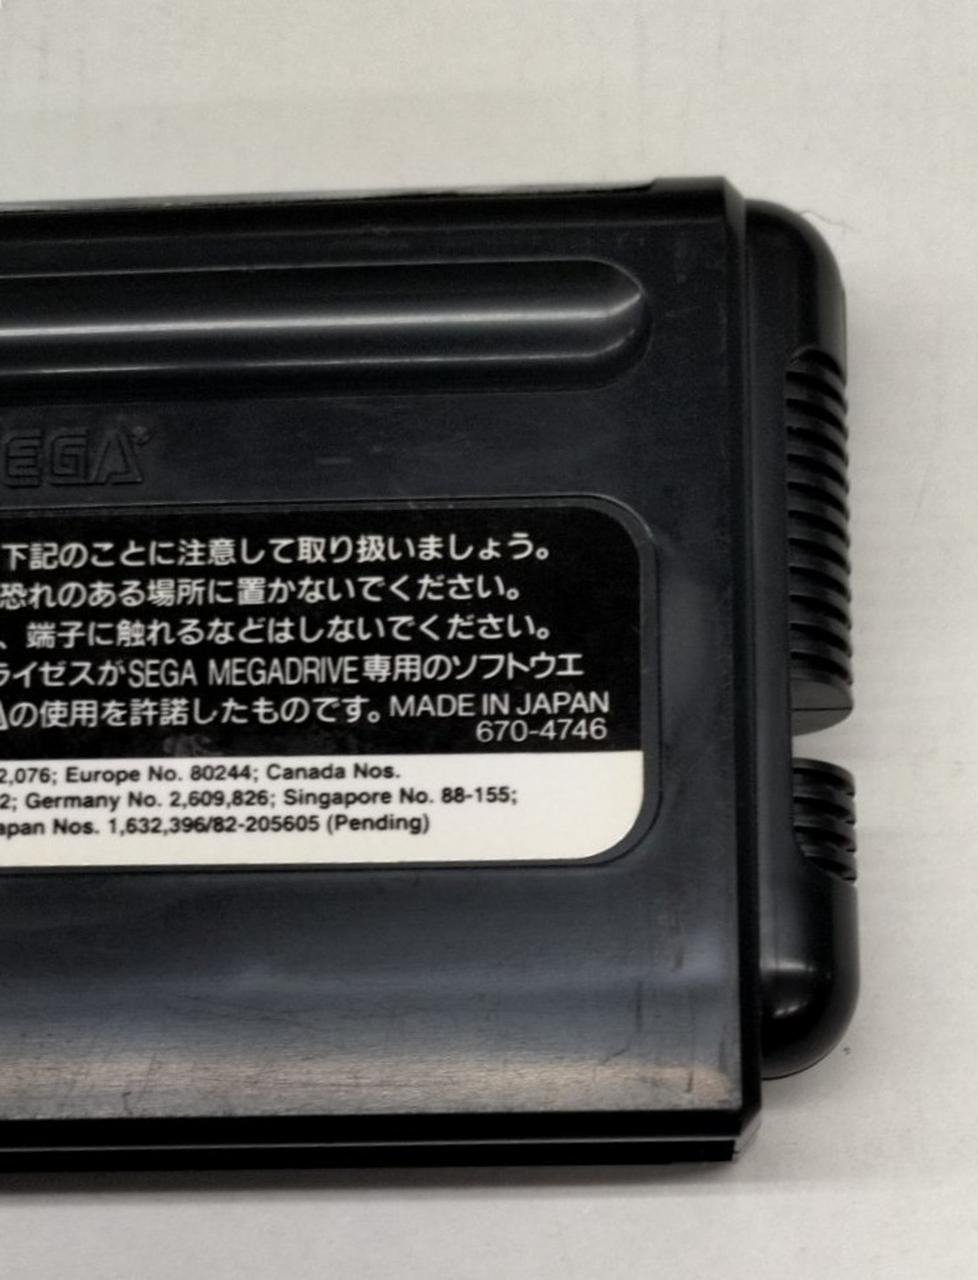 SEGA
下記のことに注意して取り扱いましょう。
恐れのある場所に置かないでください。
、端子に触れるなどはしないでください。
ライゼスがSEGA MEGADRIVE専用のソフトウエ
の使用を許諾したものです。MADE IN JAPAN
670-4746
2,076; Europe No. 80244; Canada Nos.
2; Germany No. 2,609,826; Singapore No. 88-155;
apan Nos. 1,632,396/82-205605 (Pending)